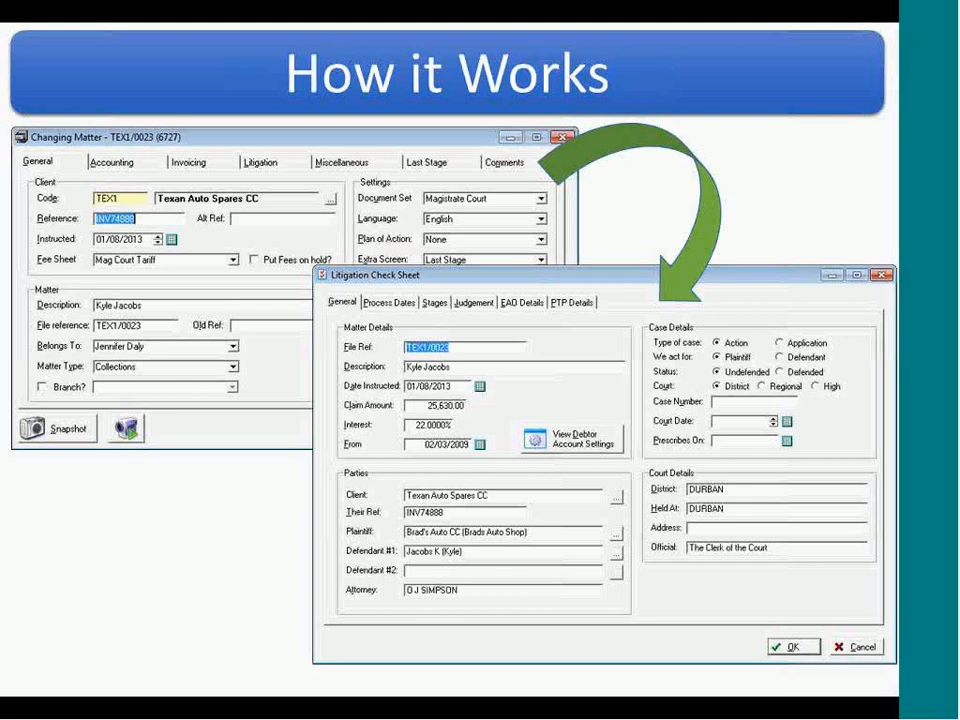 How it Works
Changing Matter - TEX1/0023 (6727)
General Accounting Invoicing Litigation Miscellaneous Last Stage Comments
Client
Code: TEX1 Texan Auto Spares CC ...
Reference: INV74888 Alt Ref:
Instructed: 01/08/2013
Fee Sheet Mag Court Tariff Put Fees on hold?
Settings
Document Set Magistrate Court
Language: English
Plan of Action: None
Extra Screen: Last Stage
Matter
Description: Kyle Jacobs
File reference: TEX1/0023 Old Ref:
Belongs To: Jennifer Daly
Matter Type: Collections
Branch?
Snapshot
Litigation Check Sheet
General Process Dates Stages Judgement EAO Details PTP Details
Matter Details
File Ref: TEX1/0023
Description: Kyle Jacobs
Date Instructed: 01/08/2013
Claim Amount: 25,630.00
Interest: 22.0000%
From 02/03/2009
View Debtor
Account Settings
Case Details
Type of case: Action Application
We act for: Plaintiff Defendant
Status: Undefended Defended
Court: District Regional High
Case Number:
Court Date:
Prescribes On:
Parties
Client: Texan Auto Spares CC ...
Their Ref: INV74888
Plaintiff: Brad's Auto CC (Brads Auto Shop) ...
Defendant #1: Jacobs K (Kyle) ...
Defendant #2:
Attorney: O J SIMPSON
Court Details
District: DURBAN
Held At: DURBAN
Address:
Official: The Clerk of the Court
OK Cancel